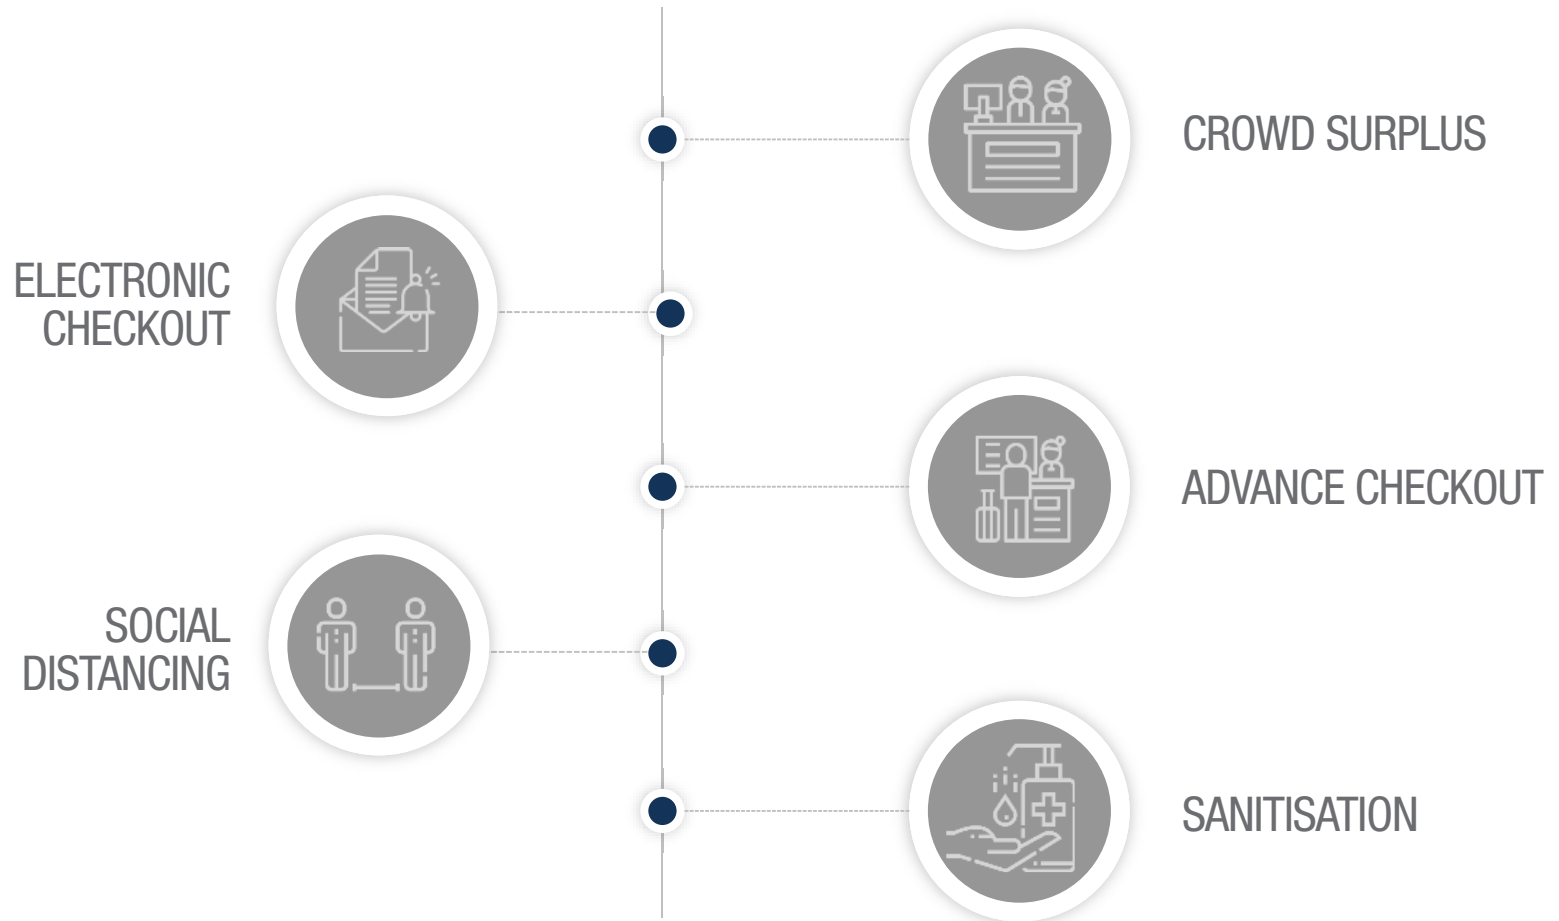 CROWD SURPLUS
ELECTRONIC
CHECKOUT
ADVANCE CHECKOUT
SOCIAL
DISTANCING
SANITISATION